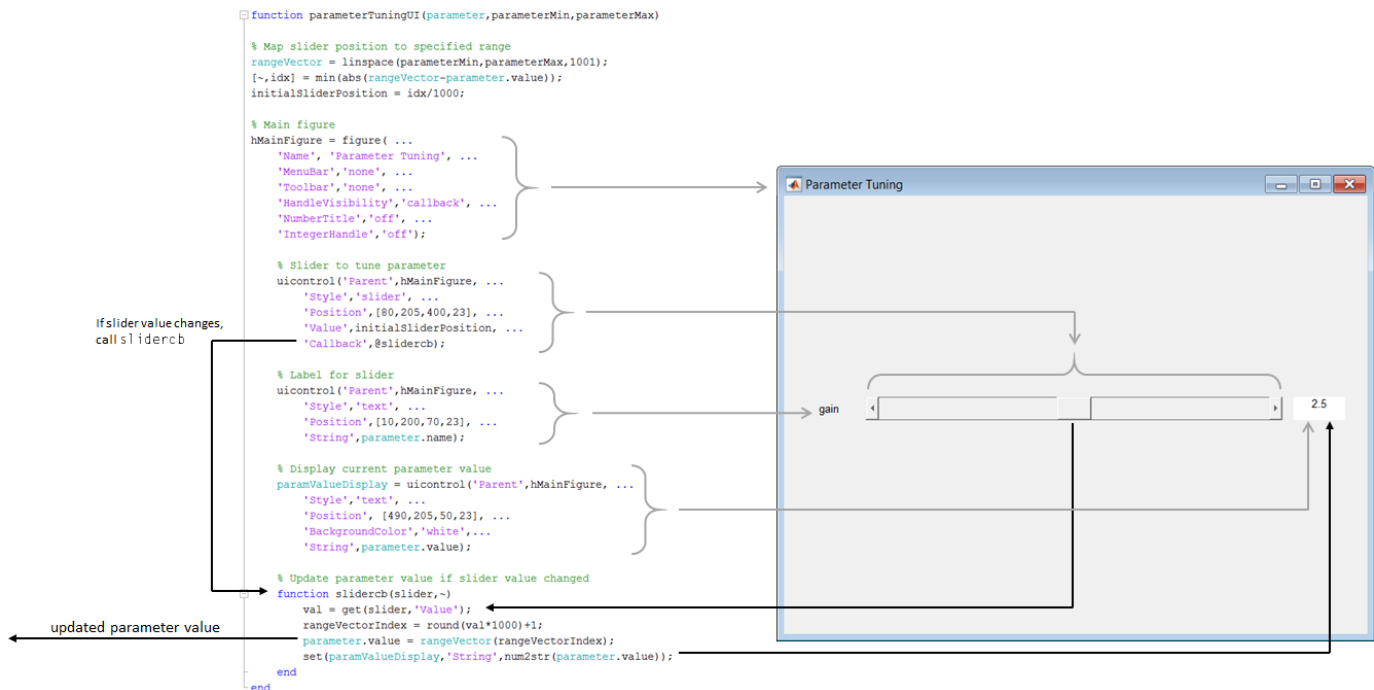 function parameterTuningUI(parameter,parameterMin,parameterMax)
% Map slider position to specified range
rangeVector = linspace(parameterMin,parameterMax,1001);
[~,idx] = min(abs(rangeVector-parameter.value));
initialSliderPosition = idx/1000;
% Main figure
hMainFigure = figure( ...
'Name', 'Parameter Tuning', ...
'MenuBar','none', ...
'Toolbar','none', ...
'HandleVisibility','callback', ...
'NumberTitle','off', ...
'IntegerHandle','off');
% Slider to tune parameter
uicontrol('Parent',hMainFigure, ...
'Style','slider', ...
'Position',[80,205,400,23], ...
'Value',initialSliderPosition, ...
'Callback',@slidercb);
% Label for slider
uicontrol('Parent',hMainFigure, ...
'Style','text', ...
'Position',[10,200,70,23], ...
'String',parameter.name);
% Display current parameter value
paramValueDisplay = uicontrol('Parent',hMainFigure, ...
'Style','text', ...
'Position', [490,205,50,23], ...
'BackgroundColor','white',...
'String',parameter.value);
% Update parameter value if slider value changed
function slidercb(slider,~)
val = get(slider,'Value');
rangeVectorIndex = round(val*1000)+1;
parameter.value = rangeVector(rangeVectorIndex);
set(paramValueDisplay,'String',num2str(parameter.value));
end
end
If slider value changes,
call slidercb
updated parameter value
Parameter Tuning
gain
2.5